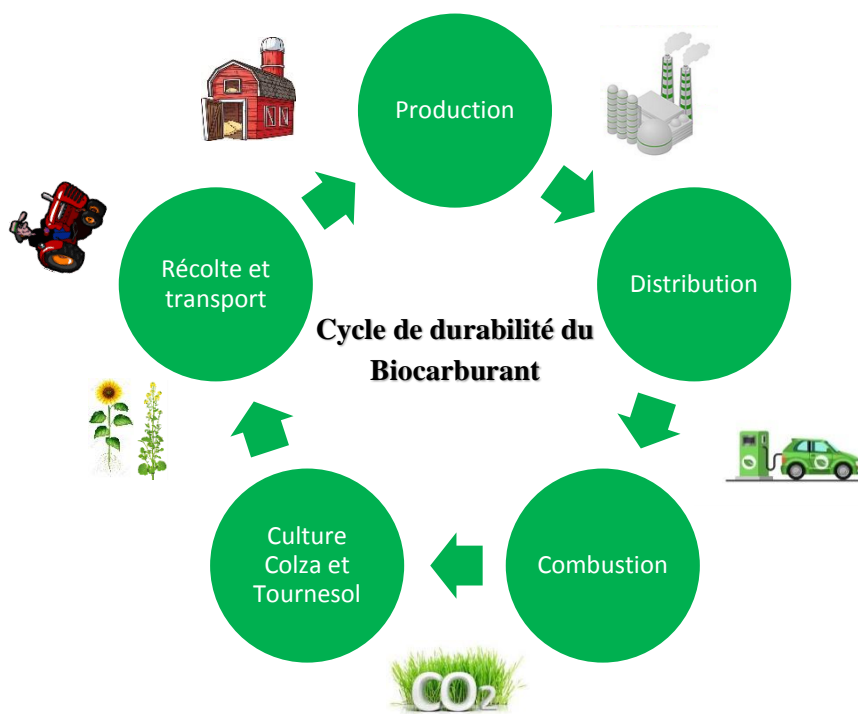 Production
Distribution
Combustion
Culture
Colza et
Tournesol
Récolte et
transport
Cycle de durabilité du
Biocarburant
CO2